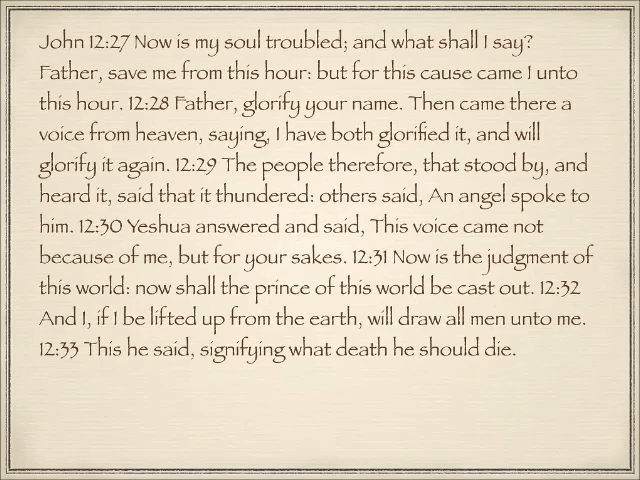 John 12:27 Now is my soul troubled; and what shall I say?
Father, save me from this hour: but for this cause came I unto
this hour. 12:28 Father, glorify your name. Then came there a
voice from heaven, saying, I have both glorified it, and will
glorify it again. 12:29 The people therefore, that stood by, and
heard it, said that it thundered: others said, An angel spoke to
him. 12:30 Yeshua answered and said, This voice came not
because of me, but for your sakes. 12:31 Now is the judgment of
this world: now shall the prince of this world be cast out. 12:32
And I, if I be lifted up from the earth, will draw all men unto me.
12:33 This he said, signifying what death he should die.